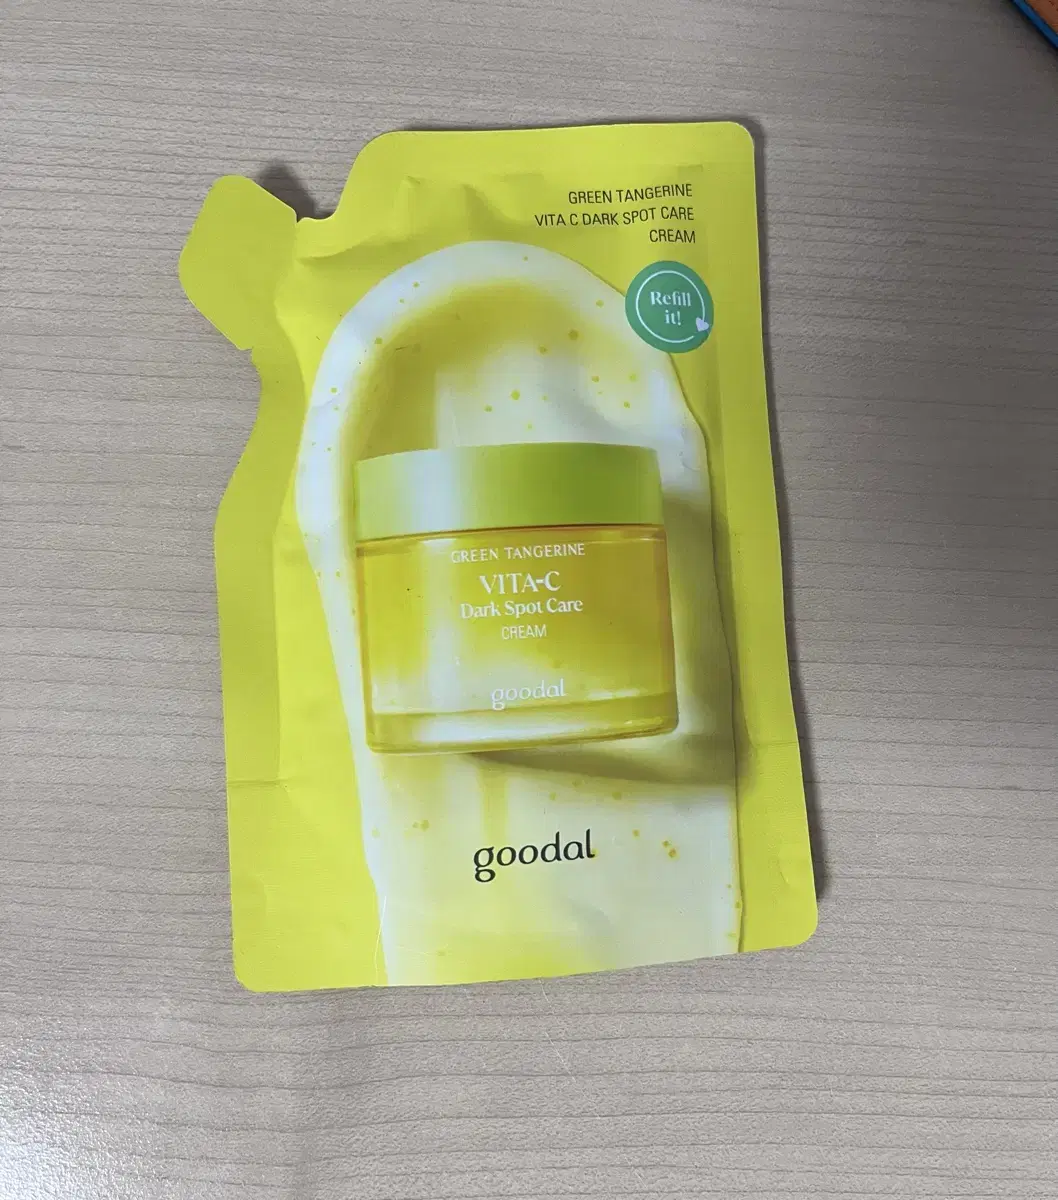 GREEN TANGERINE
VITA C DARK SPOT CARE
CREAM
Refill
it!
GREEN TANGERINE
VITA-C
Dark Spot Care
CREAM
goodal
goodal